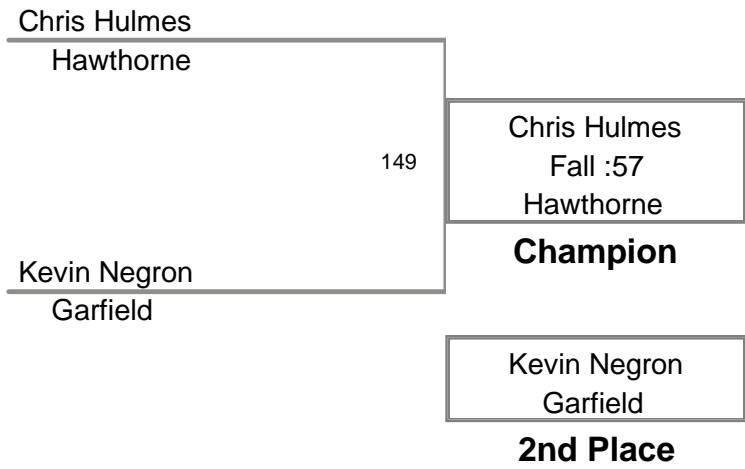 Chris Hulmes
Hawthorne
149
Kevin Negron
Garfield
Chris Hulmes
Fall :57
Hawthorne
Champion
Kevin Negron
Garfield
2nd Place